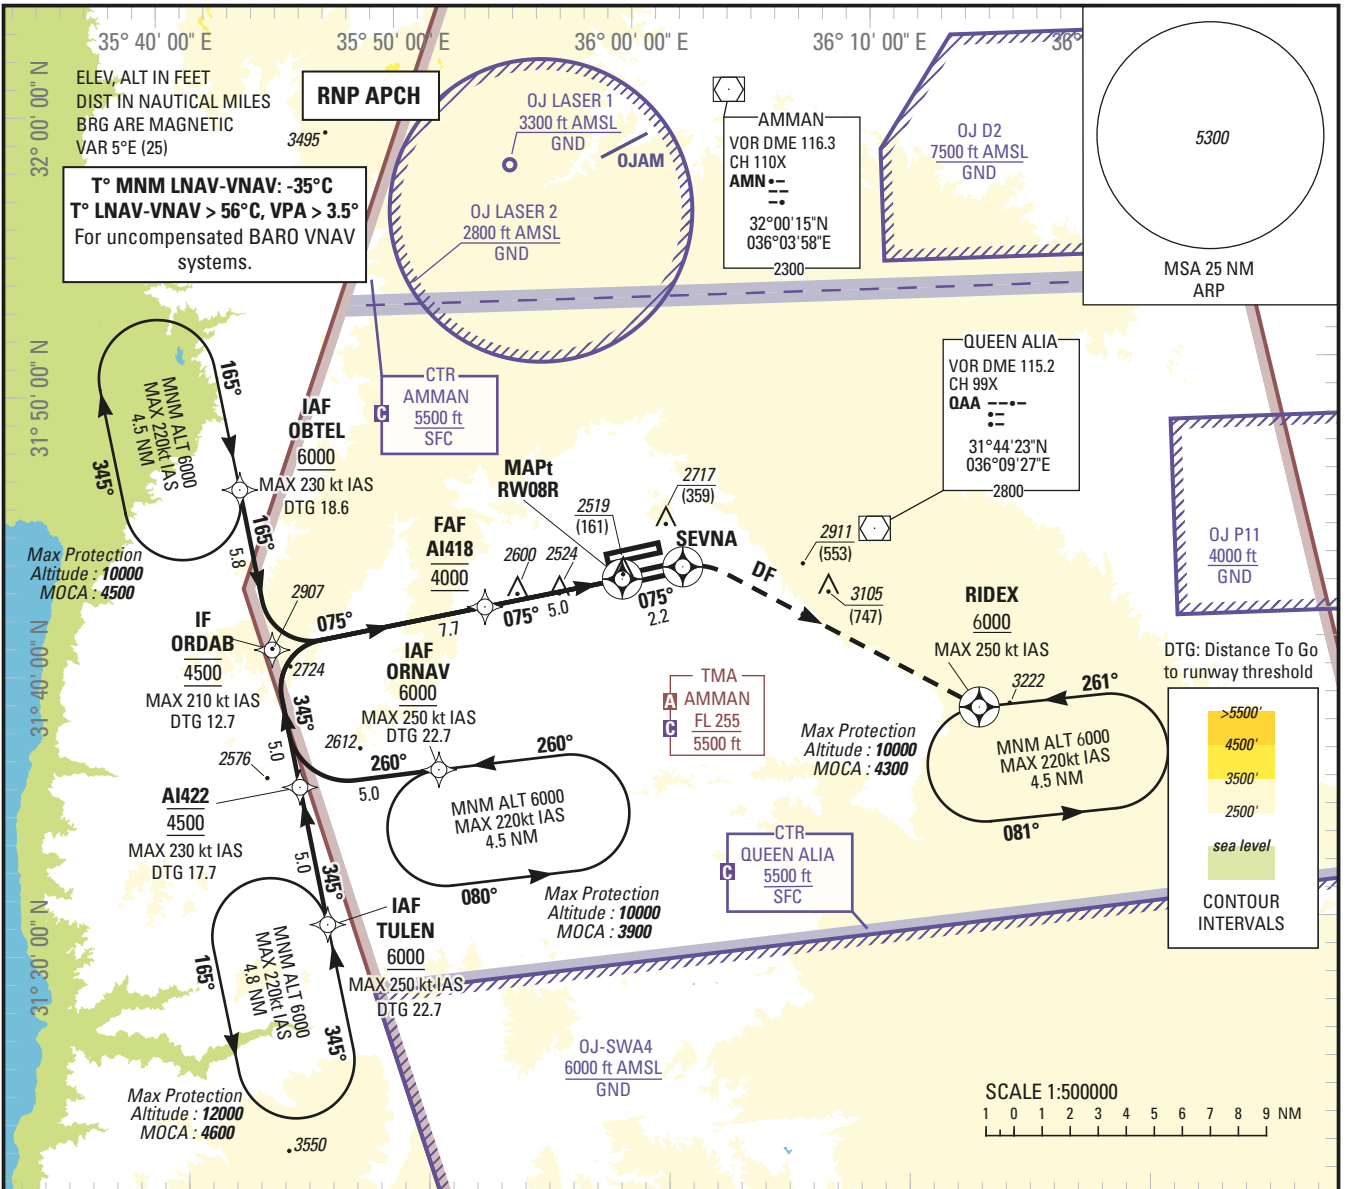 35° 40' 00" E
35° 50' 00" E
36° 00' 00" E
36° 10' 00" E
36°
32° 00' 00" N
31° 50' 00" N
31° 40' 00" N
31° 30' 00" N
ELEV, ALT IN FEET
DIST IN NAUTICAL MILES
BRG ARE MAGNETIC
VAR 5°E (25)
RNP APCH
3495
T° MNM LNAV-VNAV: -35°C
T° LNAV-VNAV > 56°C, VPA > 3.5°
For uncompensated BARO VNAV
systems.
OJ LASER 1
3300 ft AMSL
GND
OJAM
OJ LASER 2
2800 ft AMSL
GND
AMMAN
VOR DME 116.3
CH 110X
AMN
32°00'15"N
036°03'58"E
2300
OJ D2
7500 ft AMSL
GND
5300
MSA 25 NM
ARP
QUEEN ALIA
VOR DME 115.2
CH 99X
QAA
31°44'23"N
036°09'27"E
2800
CTR
AMMAN
5500 ft
SFC
C
165°
MNM ALT 6000
MAX 220kt IAS
4.5 NM
345°
IAF
OBTEL
6000
MAX 230 kt IAS
DTG 18.6
165°
5.8
Max Protection
Altitude : 10000
MOCA : 4500
MAPt
RW08R
2519
(161)
2717
(359)
SEVNA
FAF
AI418
4000
2600
2524
2911
(553)
3105
(747)
OJ P11
4000 ft
GND
2907
IF
ORDAB
4500
MAX 210 kt IAS
DTG 12.7
2724
075°
7.7
075°
5.0
075°
2.2
DF
RIDEX
6000
MAX 250 kt IAS
3222
261°
MNM ALT 6000
MAX 220kt IAS
4.5 NM
081°
Max Protection
Altitude : 10000
MOCA : 4300
DTG: Distance To Go
to runway threshold
>5500'
4500'
3500'
2500'
sea level
CONTOUR
INTERVALS
IAF
ORNAV
6000
MAX 250 kt IAS
DTG 22.7
2612
345°
5.0
2576
260°
5.0
260°
MNM ALT 6000
MAX 220kt IAS
4.5 NM
080°
Max Protection
Altitude : 10000
MOCA : 3900
TMA
AMMAN
FL 255
5500 ft
A
C
AI422
4500
MAX 230 kt IAS
DTG 17.7
5.0
345°
CTR
QUEEN ALIA
5500 ft
SFC
C
IAF
TULEN
6000
MAX 250 kt IAS
DTG 22.7
165°
MNM ALT 6000
MAX 220kt IAS
4.8 NM
345°
Max Protection
Altitude : 12000
MOCA : 4600
3550
OJ-SWA4
6000 ft AMSL
GND
SCALE 1:500000
1 0 1 2 3 4 5 6 7 8 9 NM